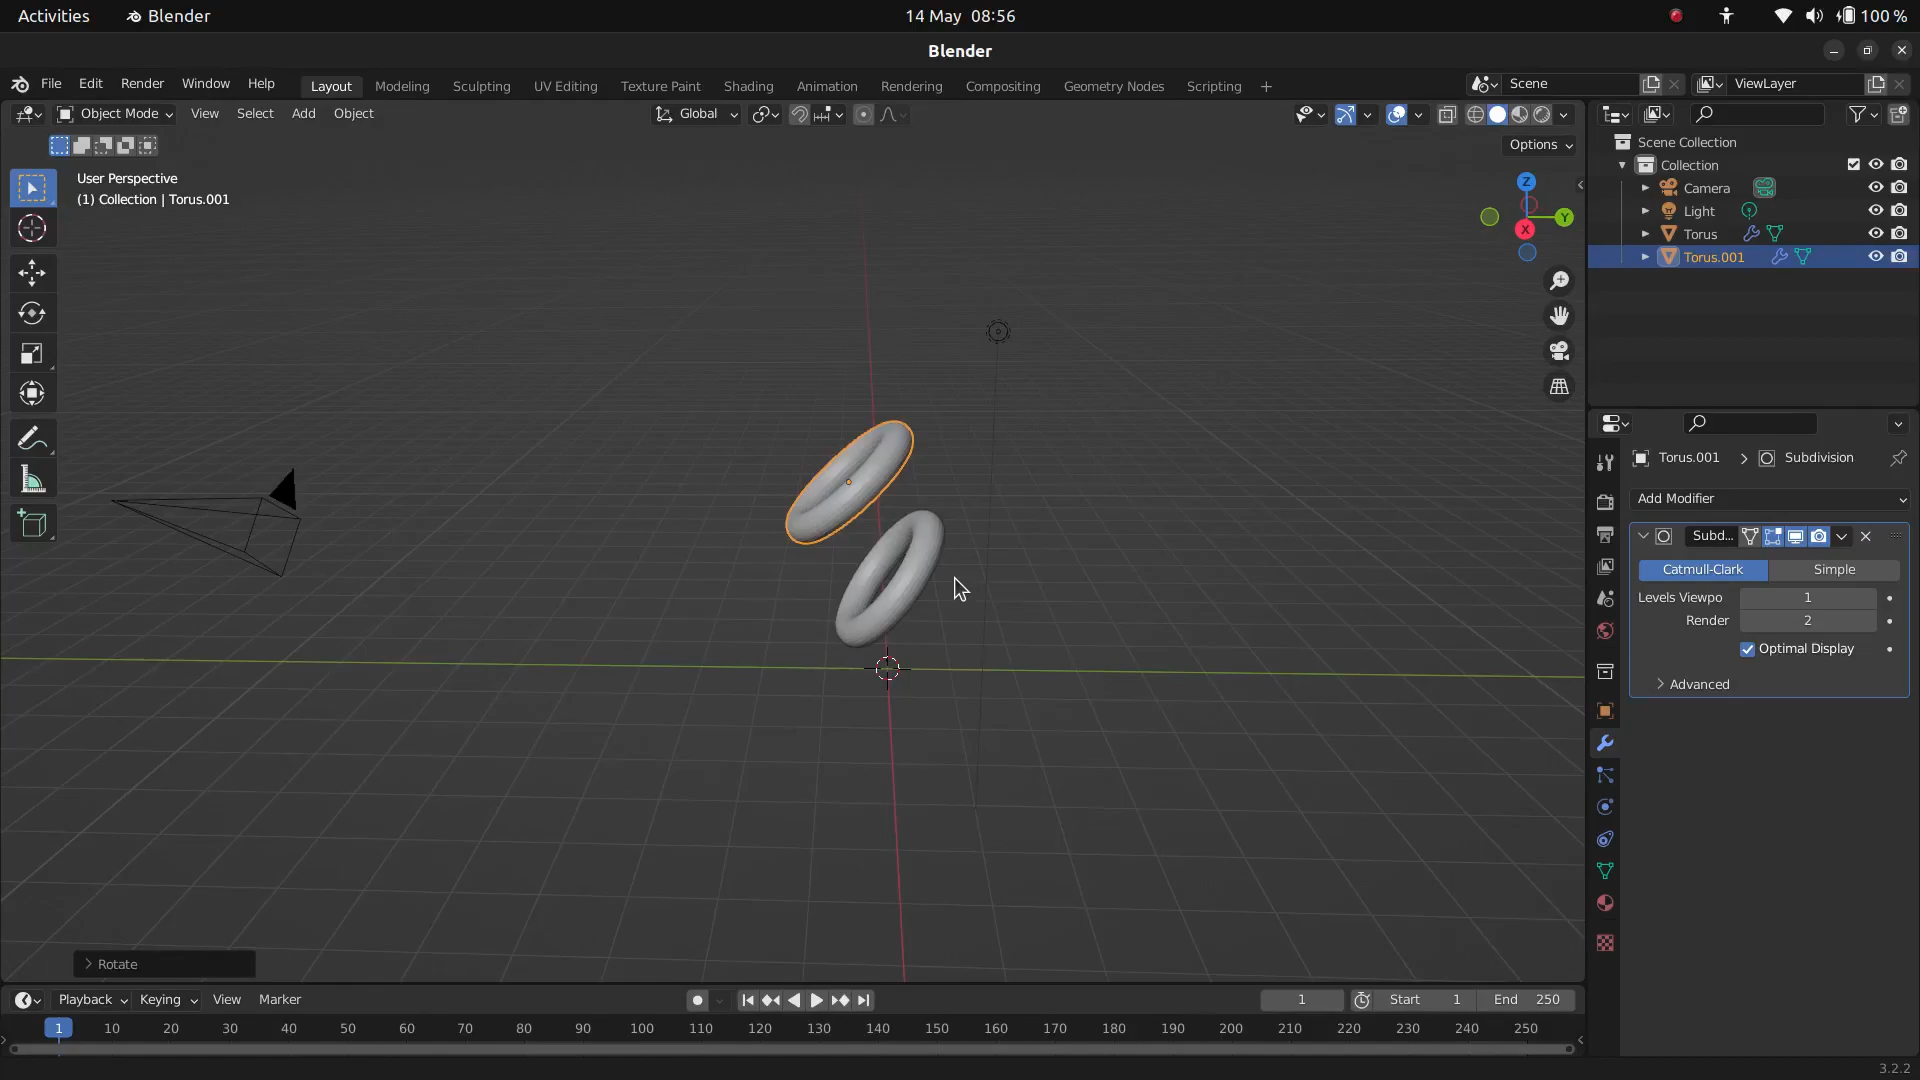 Activities Blender 14 May 08:56 100 %
Blender
File Edit Render Window Help Layout Modeling Sculpting UV Editing Texture Paint Shading Animation Rendering Compositing Geometry Nodes Scripting + Scene ViewLayer
Object Mode View Select Add Object Global
Options
User Perspective
(1) Collection | Torus.001
Z
Y
X
Scene Collection
Collection
Camera
Light
Torus
Torus.001
Torus.001 > Subdivision
Add Modifier
Subd...
Catmull-Clark Simple
Levels Viewpo 1
Render 2
Optimal Display
Advanced
Rotate
Playback Keying View Marker 1 Start 1 End 250
1 10 20 30 40 50 60 70 80 90 100 110 120 130 140 150 160 170 180 190 200 210 220 230 240 250
3.2.2